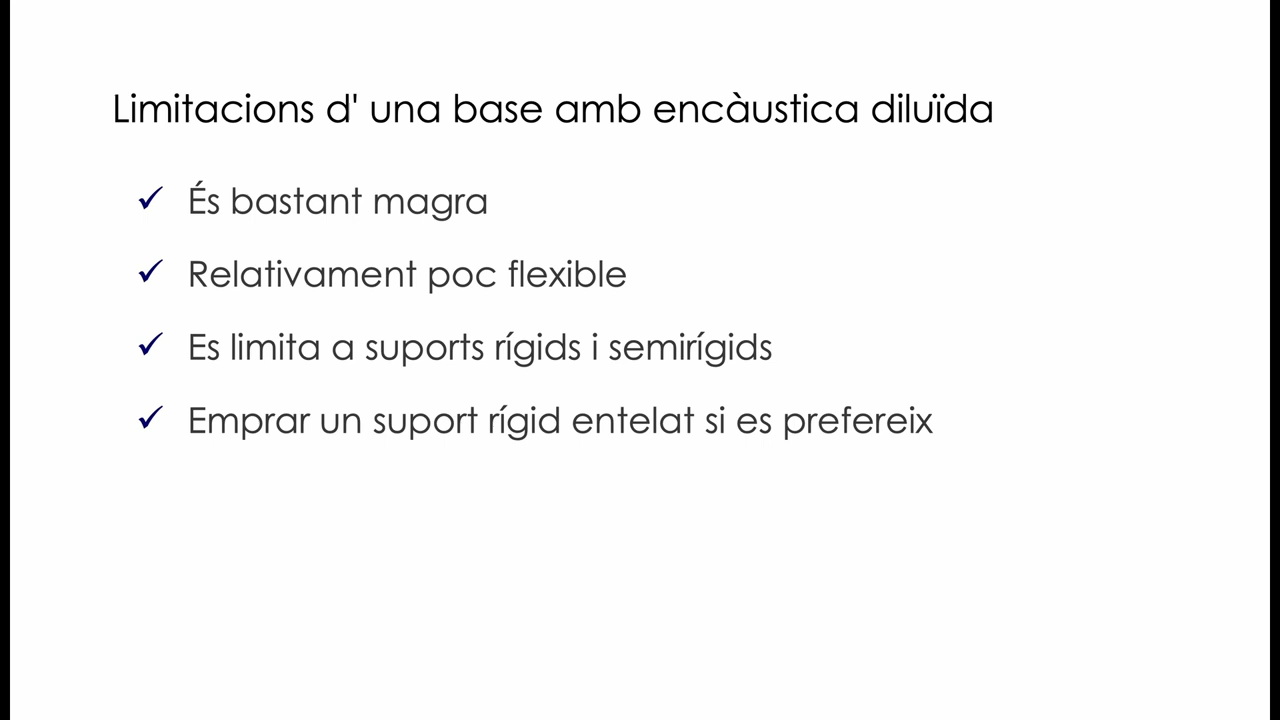 Limitacions d' una base amb encàustica diluïda
✓ És bastant magra
✓ Relativament poc flexible
✓ Es limita a suports rígids i semirígids
✓ Emprar un suport rígid entelat si es prefereix